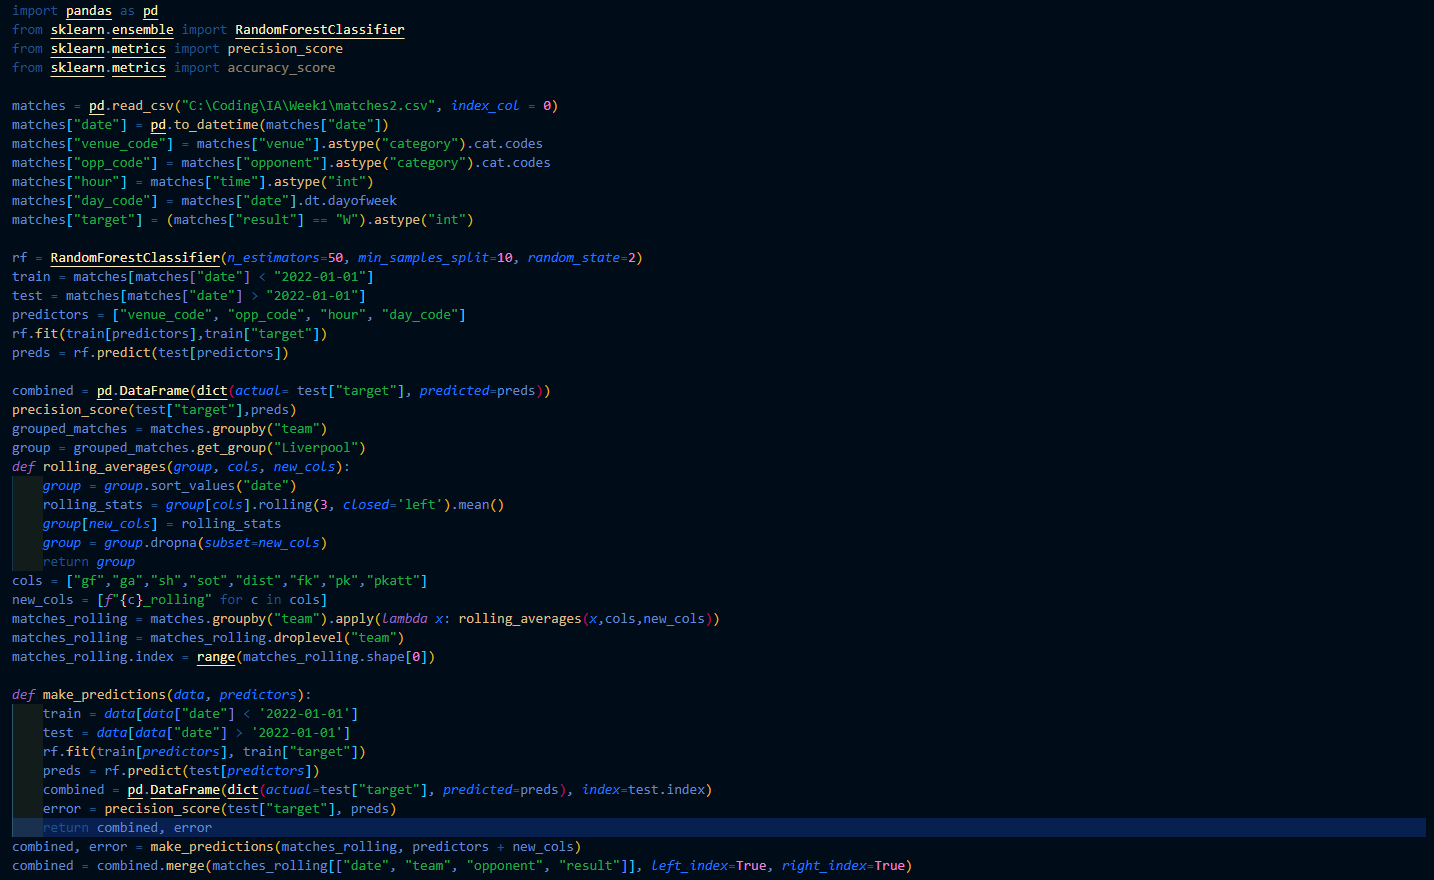 import pandas as pd
from sklearn.ensemble import RandomForestClassifier
from sklearn.metrics import precision_score
from sklearn.metrics import accuracy_score

matches = pd.read_csv("C:\Coding\IA\Week1\matches2.csv", index_col = 0)
matches["date"] = pd.to_datetime(matches["date"])
matches["venue_code"] = matches["venue"].astype("category").cat.codes
matches["opp_code"] = matches["opponent"].astype("category").cat.codes
matches["hour"] = matches["time"].astype("int")
matches["day_code"] = matches["date"].dt.dayofweek
matches["target"] = (matches["result"] == "W").astype("int")

rf = RandomForestClassifier(n_estimators=50, min_samples_split=10, random_state=2)
train = matches[matches["date"] < "2022-01-01"]
test = matches[matches["date"] > "2022-01-01"]
predictors = ["venue_code", "opp_code", "hour", "day_code"]
rf.fit(train[predictors],train["target"])
preds = rf.predict(test[predictors])

combined = pd.DataFrame(dict(actual= test["target"], predicted=preds))
precision_score(test["target"],preds)
grouped_matches = matches.groupby("team")
group = grouped_matches.get_group("Liverpool")
def rolling_averages(group, cols, new_cols):
    group = group.sort_values("date")
    rolling_stats = group[cols].rolling(3, closed='left').mean()
    group[new_cols] = rolling_stats
    group = group.dropna(subset=new_cols)
    return group
cols = ["gf","ga","sh","sot","dist","fk","pk","pkatt"]
new_cols = [f"{c}_rolling" for c in cols]
matches_rolling = matches.groupby("team").apply(lambda x: rolling_averages(x,cols,new_cols))
matches_rolling = matches_rolling.droplevel("team")
matches_rolling.index = range(matches_rolling.shape[0])

def make_predictions(data, predictors):
    train = data[data["date"] < '2022-01-01']
    test = data[data["date"] > '2022-01-01']
    rf.fit(train[predictors], train["target"])
    preds = rf.predict(test[predictors])
    combined = pd.DataFrame(dict(actual=test["target"], predicted=preds), index=test.index)
    error = precision_score(test["target"], preds)
    return combined, error
combined, error = make_predictions(matches_rolling, predictors + new_cols)
combined = combined.merge(matches_rolling[["date", "team", "opponent", "result"]], left_index=True, right_index=True)